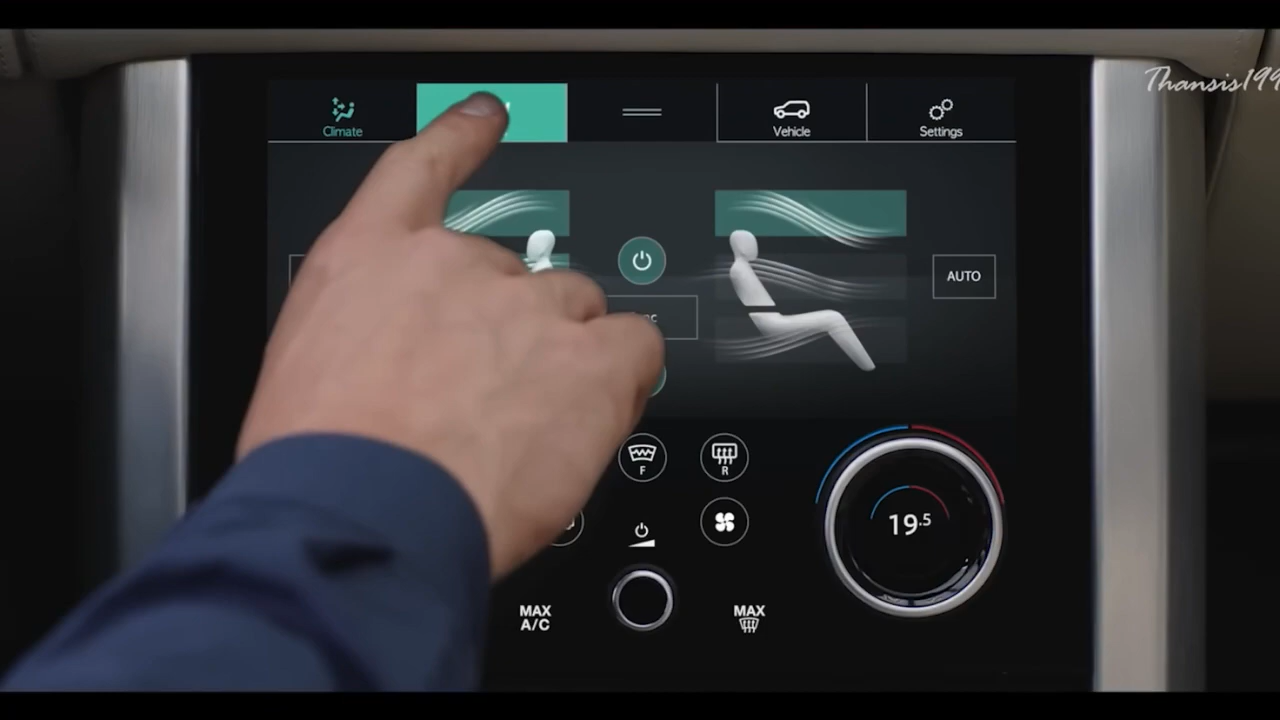 Thansis199
Climate
Vehicle
Settings
AUTO
F
R
19.5
MAX
A/C
MAX